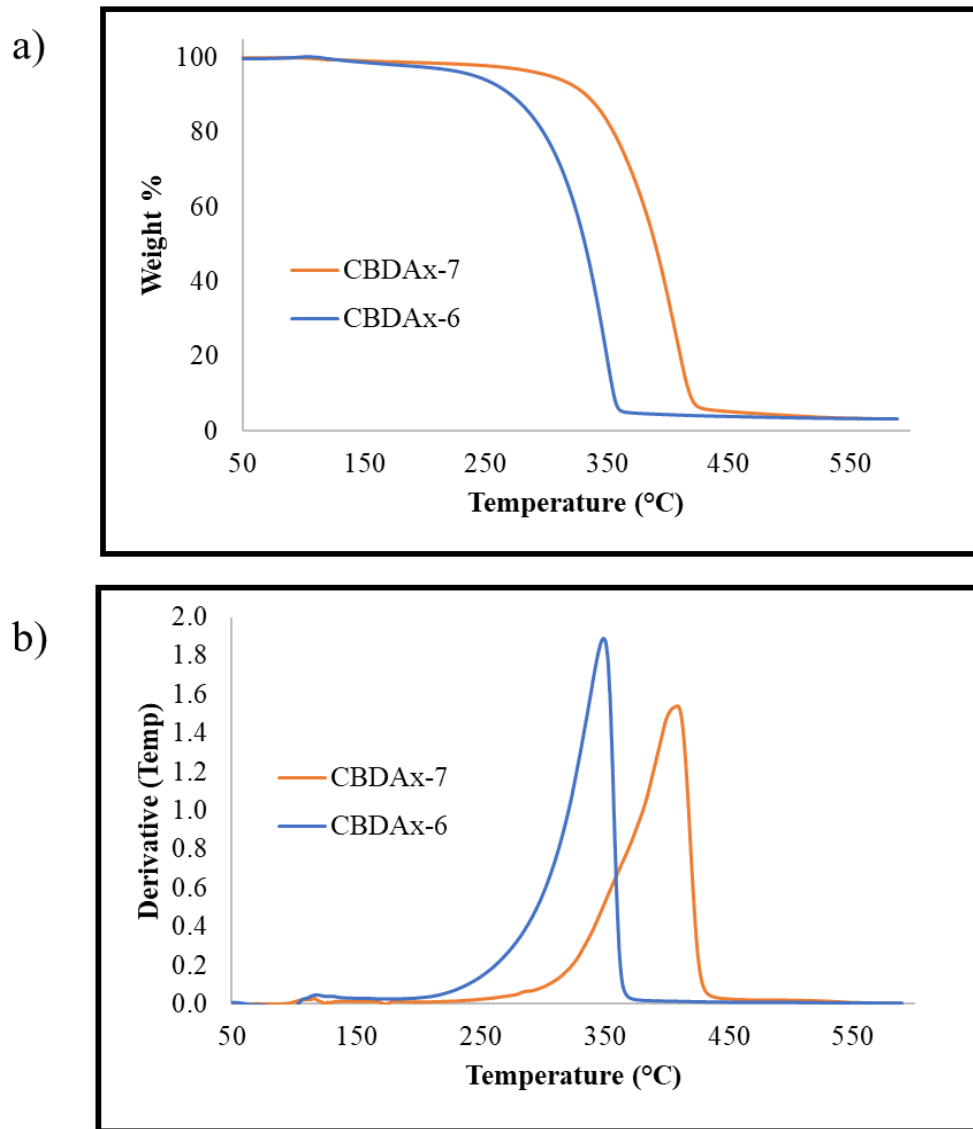 a)
100
80
60
40
20
0
Weight %
CBDAx-7
CBDAx-6
50 150 250 350 450 550
Temperature (°C)
b)
2.0
1.8
1.6
1.4
1.2
1.0
0.8
0.6
0.4
0.2
0.0
Derivative (Temp)
CBDAx-7
CBDAx-6
50 150 250 350 450 550
Temperature (°C)